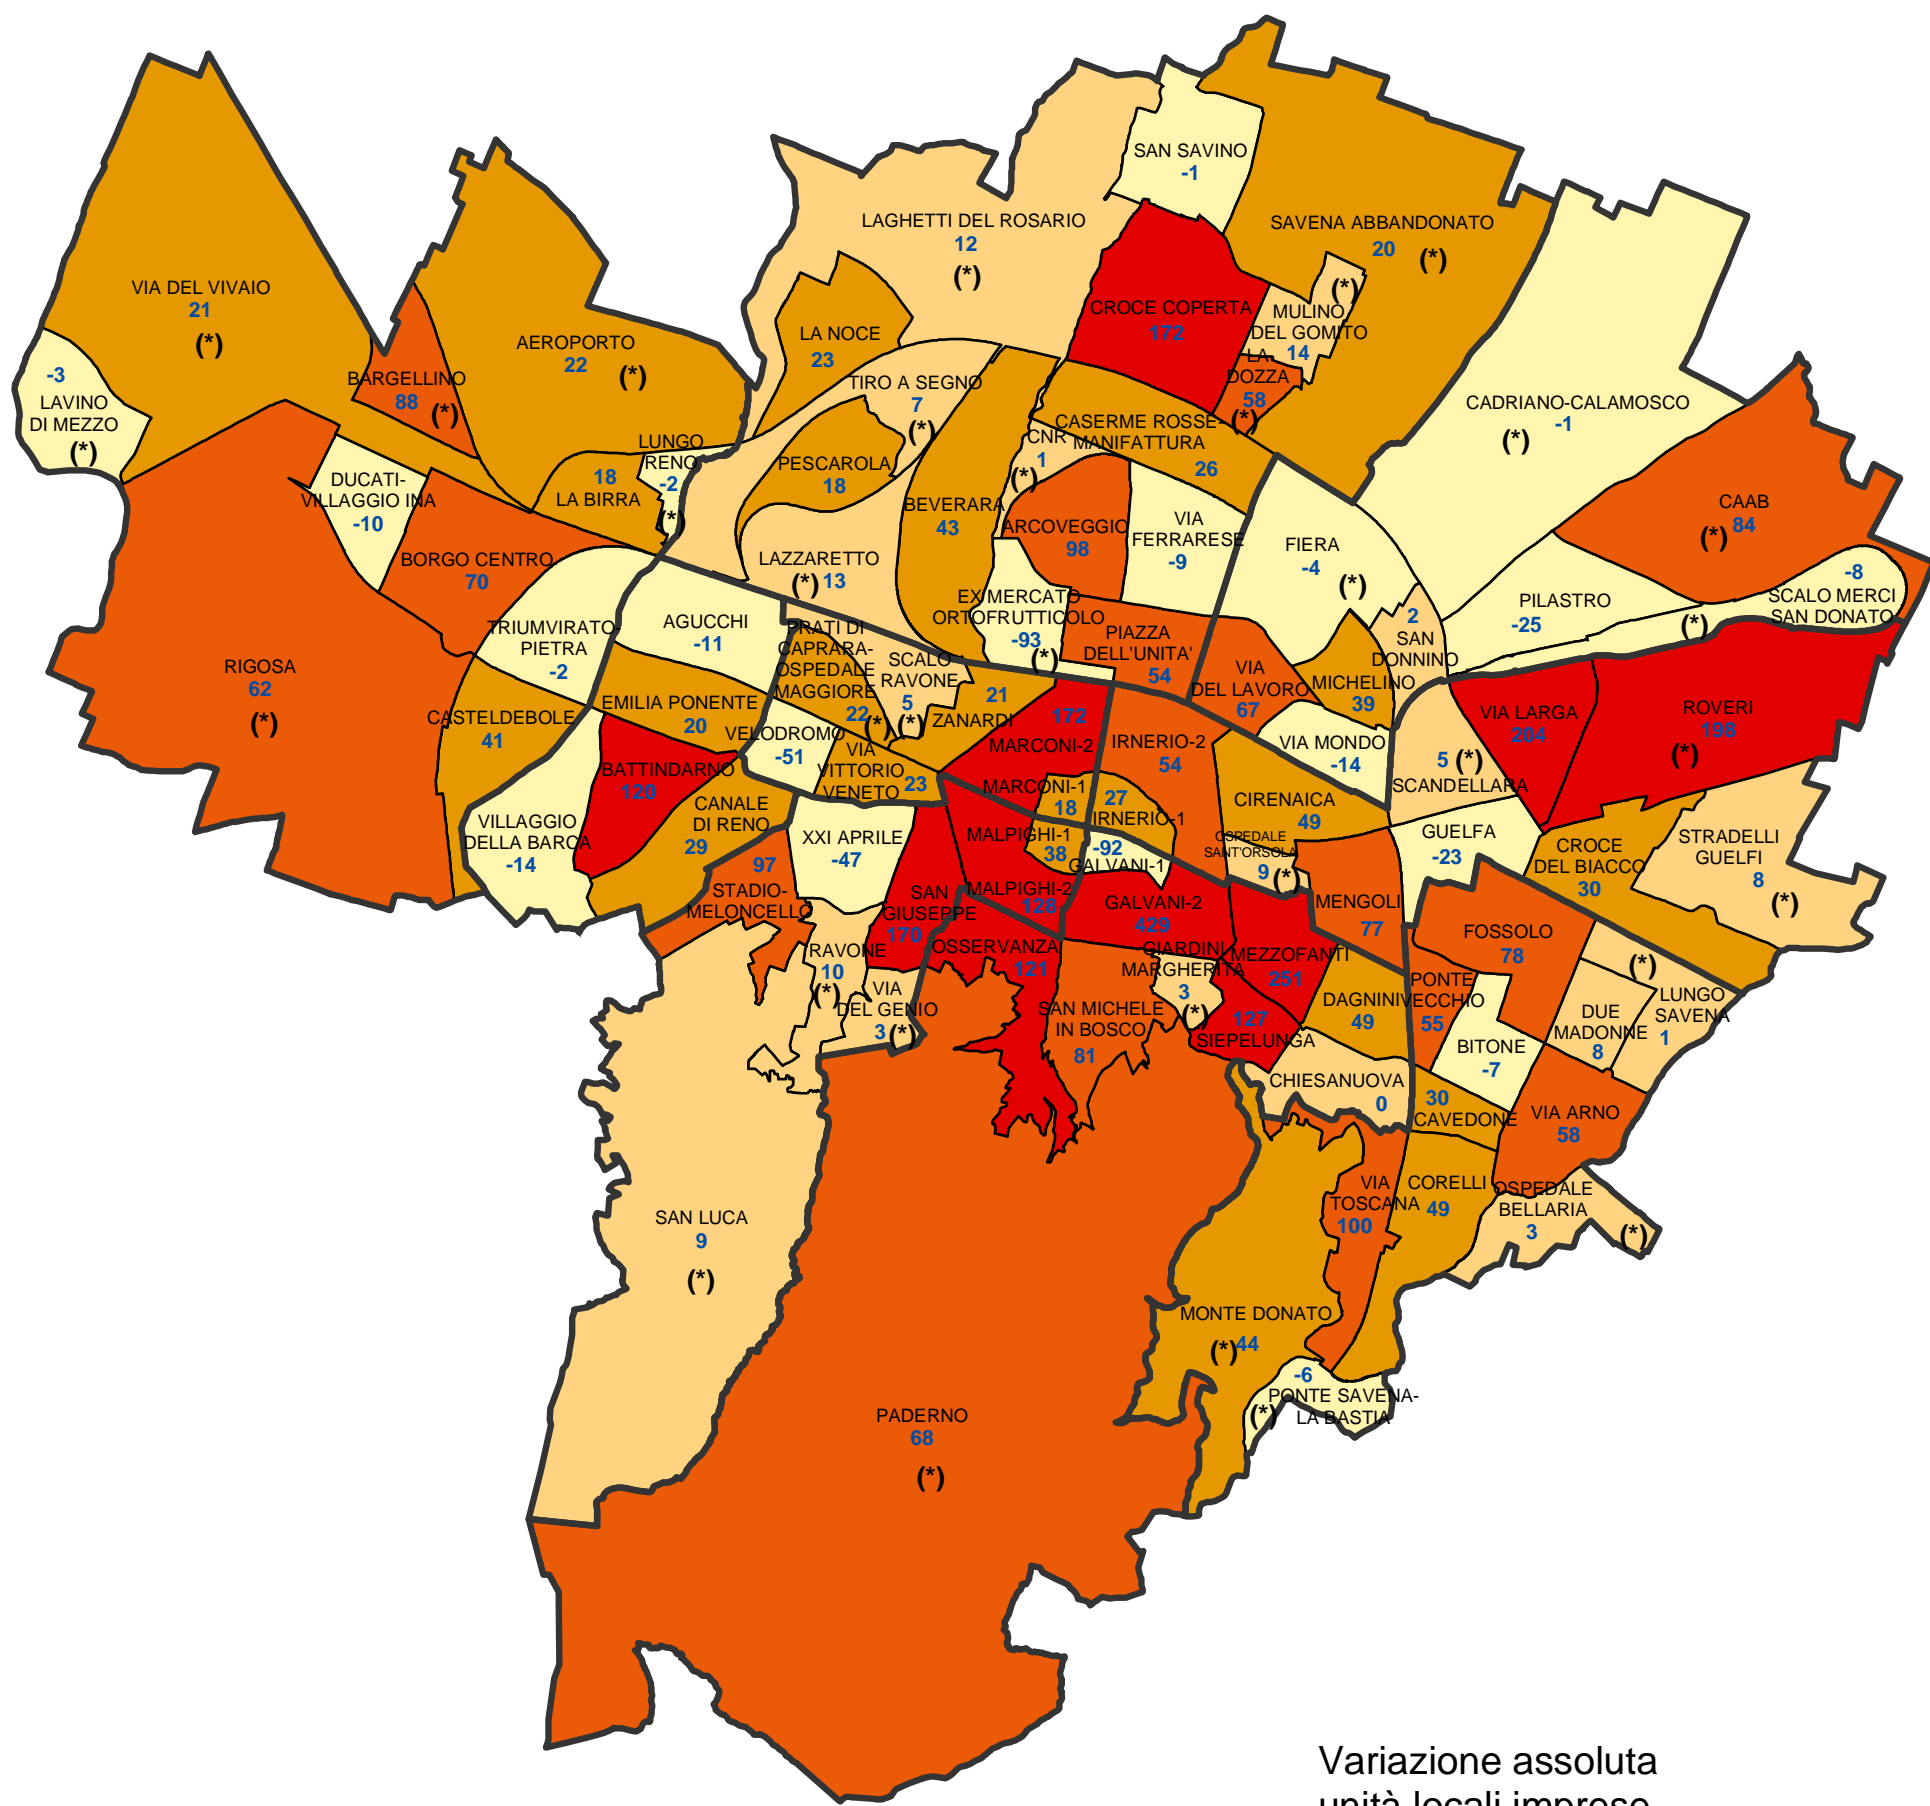 SAN SAVINO
-1
LAGHETTI DEL ROSARIO
12
(*)
SAVENA ABBANDONATO
20 (*)
VIA DEL VIVAIO
21
(*)
AEROPORTO
22 (*)
LA NOCE
23
CROCE COPERTA
172
(*)
MULINO
DEL GOMITO
14
LA
DOZZA
58
(*)
-3
LAVINO
DI MEZZO
(*)
BARGELLINO
88 (*)
TIRO A SEGNO
7
(*)
CADRIANO-CALAMOSCO
-1
(*)
CASERME ROSSE-
MANIFATTURA
26
CNR
1
(*)
LUNGO
RENO
-2
(*)
18
LA BIRRA
PESCAROLA
18
DUCATI-
VILLAGGIO INA
-10
BEVERARA
43
ARCOVEGGIO
98
VIA
FERRARESE
-9
FIERA
-4
(*)
CAAB
(*) 84
BORGO CENTRO
70
LAZZARETTO
(*) 13
-8
SCALO MERCI
SAN DONATO
(*)
PILASTRO
-25
EX MERCATO
ORTOFRUTTICOLO
-93
(*)
2
SAN
DONNINO
TRIUMVIRATO-
PIETRA
-2
AGUCCHI
-11
PRATI DI
CAPRARA-
OSPEDALE
MAGGIORE
22 (*)
SCALO
RAVONE
5
(*)
PIAZZA
DELL'UNITA'
54
VIA
DEL LAVORO
67
MICHELINO
39
RIGOSA
62
(*)
CASTELDEBOLE
41
EMILIA PONENTE
20
21
ZANARDI
172
MARCONI-2
VIA LARGA
204
ROVERI
198
(*)
VELODROMO
-51
VIA
VITTORIO
VENETO 23
IRNERIO-2
54
VIA MONDO
-14
5 (*)
SCANDELLARA
BATTINDARNO
120
MARCONI-1
18
27
IRNERIO-1
CIRENAICA
49
CANALE
DI RENO
29
VILLAGGIO
DELLA BARCA
-14
XXI APRILE
-47
MALPIGHI-1
38
-92
GALVANI-1
OSPEDALE
SANT'ORSOLA
9 (*)
GUELFA
-23
CROCE
DEL BIACCO
30
STRADELLI
GUELFI
8
(*)
97
STADIO-
MELONCELLO
SAN
GIUSEPPE
170
MALPIGHI-2
128
GALVANI-2
429
MENGOLI
77
FOSSOLO
78
RAVONE
10
(*)
OSSERVANZA
121
GIARDINI
MARGHERITA
3
(*)
MEZZOFANTI
251
(*)
VIA
DEL GENIO
3 (*)
SAN MICHELE
IN BOSCO
81
127
SIEPELUNGA
DAGNINI
49
PONTE
VECCHIO
55
BITONE
-7
DUE
MADONNE
8
LUNGO
SAVENA
1
CHIESANUOVA
0
30
CAVEDONE
VIA ARNO
58
SAN LUCA
9
(*)
VIA
TOSCANA
100
CORELLI
49
OSPEDALE
BELLARIA
3
(*)
MONTE DONATO
(*) 44
-6
PONTE SAVENA-
LA BASTIA
(*)
PADERNO
68
(*)
Variazione assoluta
unità locali imprese